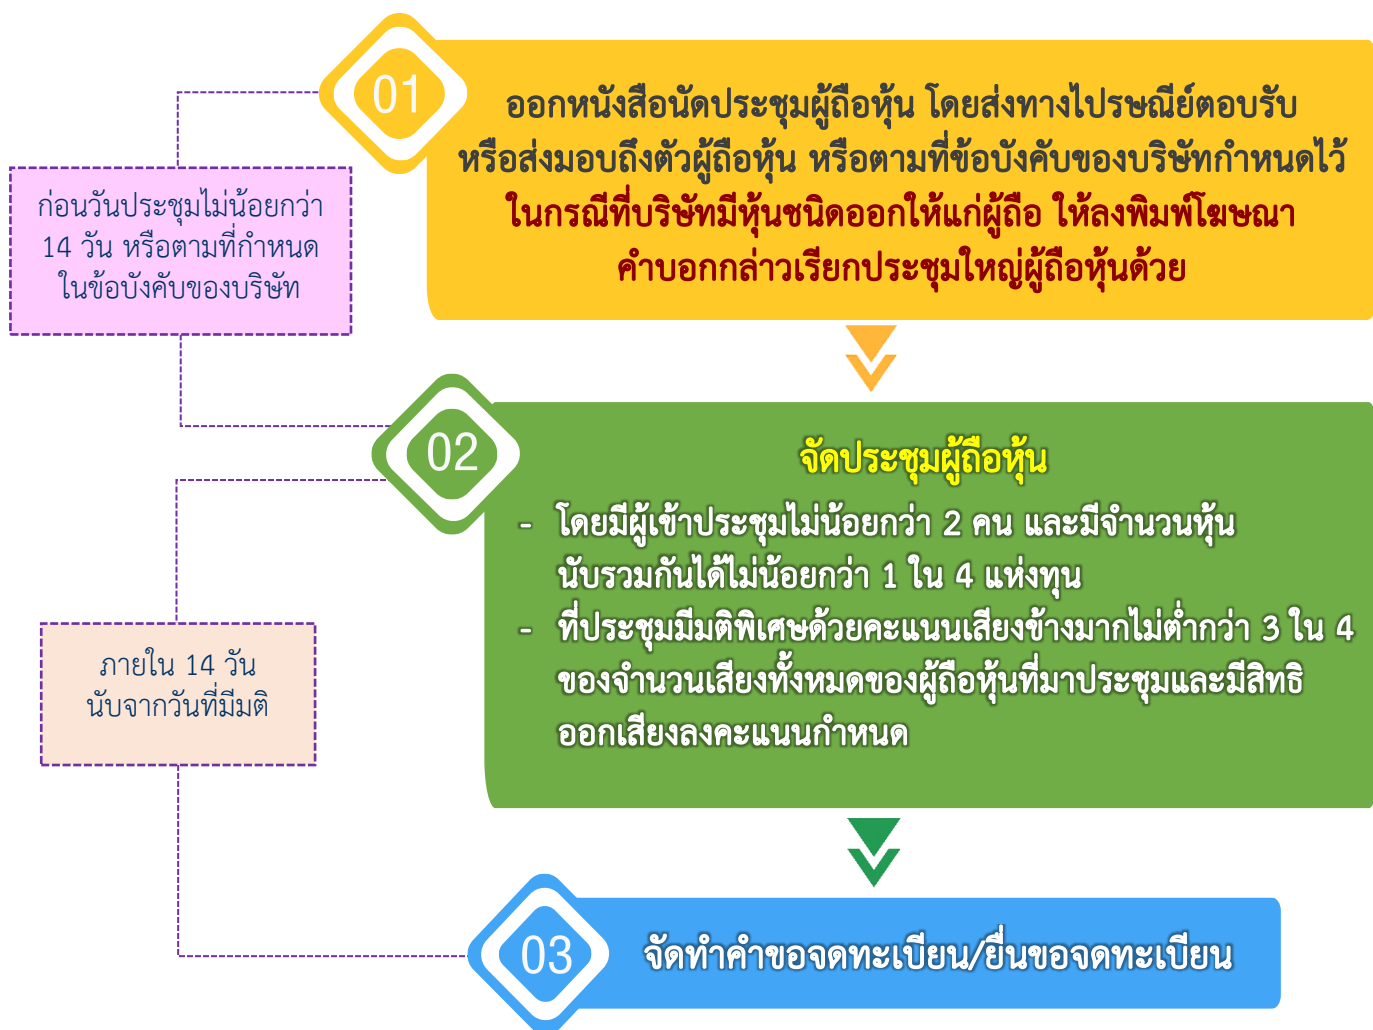 01
ออกหนังสือนัดประชุมผู้ถือหุ้น โดยส่งทางไปรษณีย์ตอบรับ
หรือส่งมอบถึงตัวผู้ถือหุ้น หรือตามที่ข้อบังคับของบริษัทกำหนดไว้
ในกรณีที่บริษัทมีหุ้นชนิดออกให้แก่ผู้ถือ ให้ลงพิมพ์โฆษณา
คำบอกกล่าวเรียกประชุมใหญ่ผู้ถือหุ้นด้วย
ก่อนวันประชุมไม่น้อยกว่า
14 วัน หรือตามที่กำหนด
ในข้อบังคับของบริษัท
02
จัดประชุมผู้ถือหุ้น
- โดยมีผู้เข้าประชุมไม่น้อยกว่า 2 คน และมีจำนวนหุ้น
นับรวมกันได้ไม่น้อยกว่า 1 ใน 4 แห่งทุน
- ที่ประชุมมีมติพิเศษด้วยคะแนนเสียงข้างมากไม่ต่ำกว่า 3 ใน 4
ของจำนวนเสียงทั้งหมดของผู้ถือหุ้นที่มาประชุมและมีสิทธิ
ออกเสียงลงคะแนนกำหนด
ภายใน 14 วัน
นับจากวันที่มีมติ
03
จัดทำคำขอจดทะเบียน/ยื่นขอจดทะเบียน